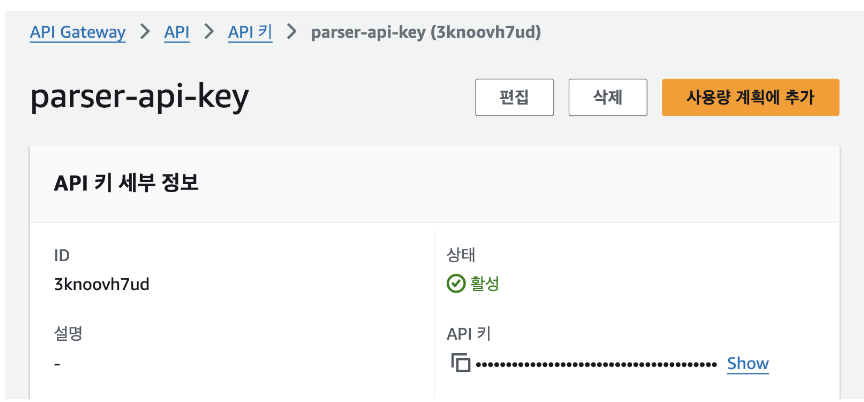 API Gateway > API > API 키 > parser-api-key (3knoovh7ud)
parser-api-key
편집
삭제
사용량 계획에 추가
API 키 세부 정보
ID
3knoovh7ud
상태
활성
설명
-
API 키
••••••••••••••••••••••••••••••••••••••••
Show